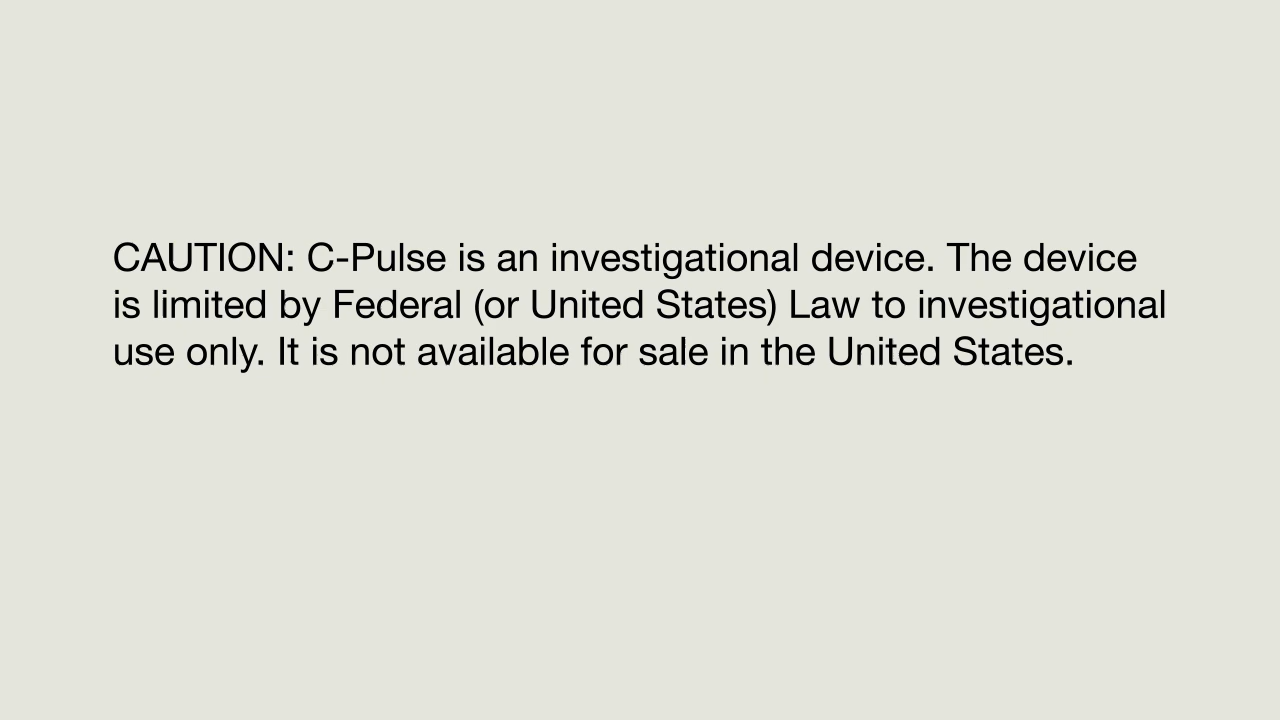 CAUTION: C-Pulse is an investigational device. The device
is limited by Federal (or United States) Law to investigational
use only. It is not available for sale in the United States.